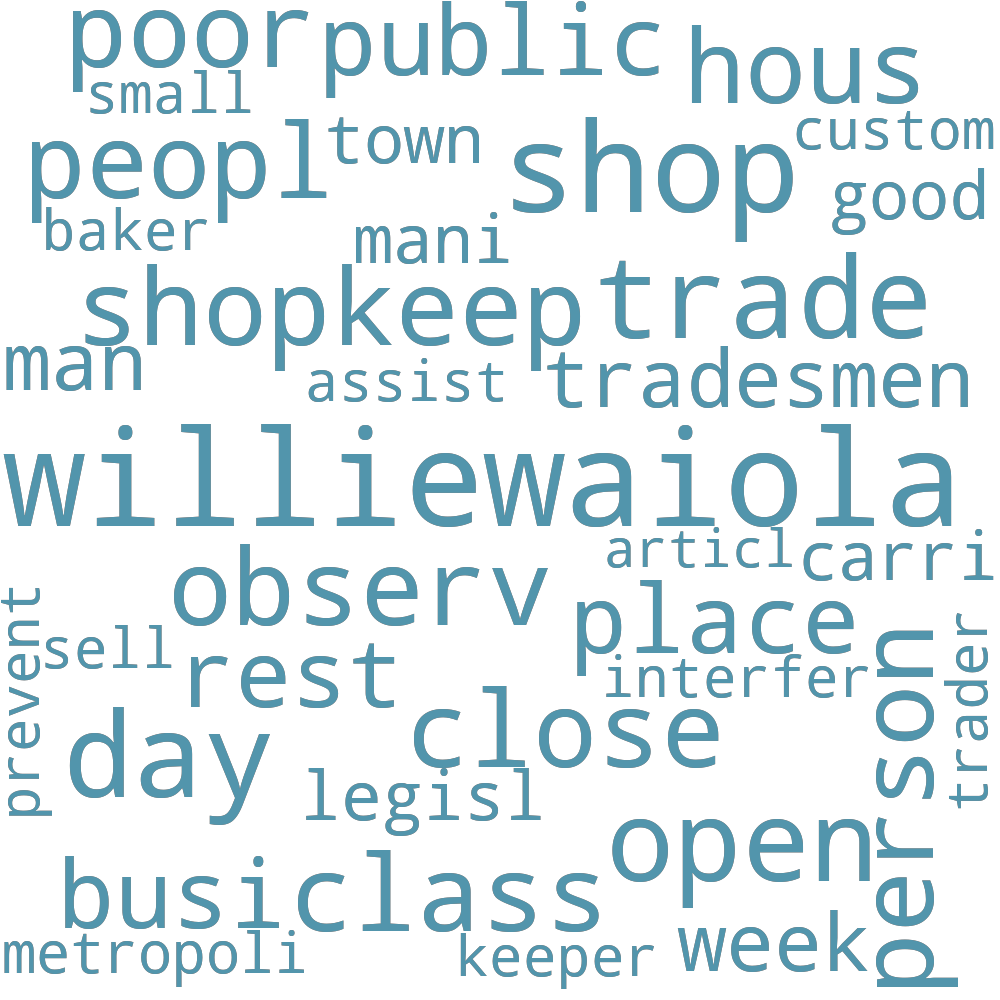 poor public hous
small
peopl town shop custom
good
baker mani
shopkeep trade
man assist tradesmen
williewaiola
articl carri
observ place
prevent sell rest interfer person trader
day close
legisl open
busi class
metropoli keeper week